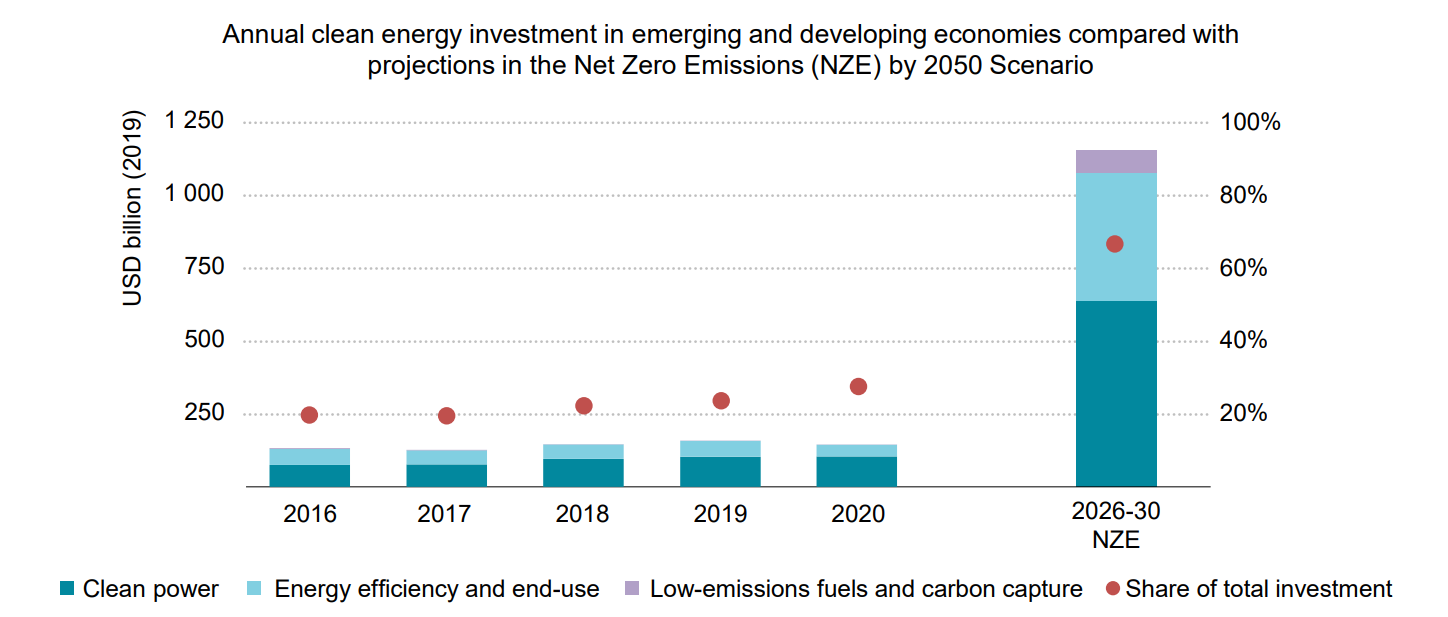 Annual clean energy investment in emerging and developing economies compared with
projections in the Net Zero Emissions (NZE) by 2050 Scenario
USD billion (2019)
1 250
1 000
750
500
250
100%
80%
60%
40%
20%
2016
2017
2018
2019
2020
2026-30
NZE
Clean power
Energy efficiency and end-use
Low-emissions fuels and carbon capture
Share of total investment